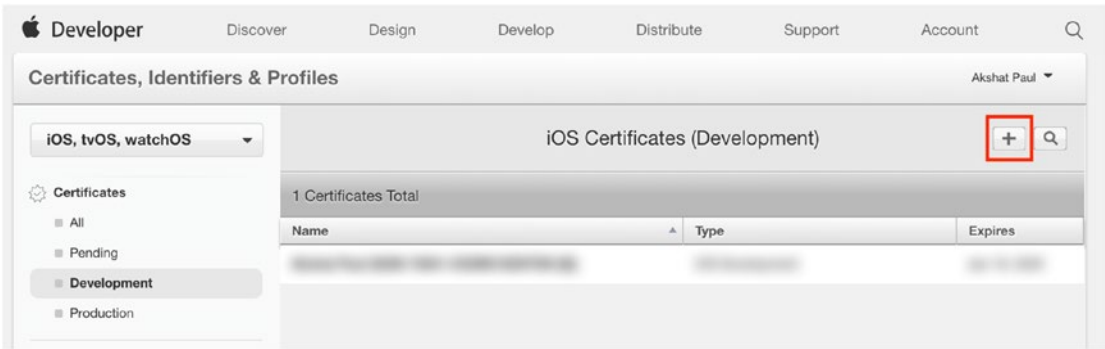 Developer Discover Design Develop Distribute Support Account
Certificates, Identifiers & Profiles Akshat Paul
iOS, tvOS, watchOS iOS Certificates (Development)
Certificates 1 Certificates Total
All
Name Type Expires
Pending
Development
Production